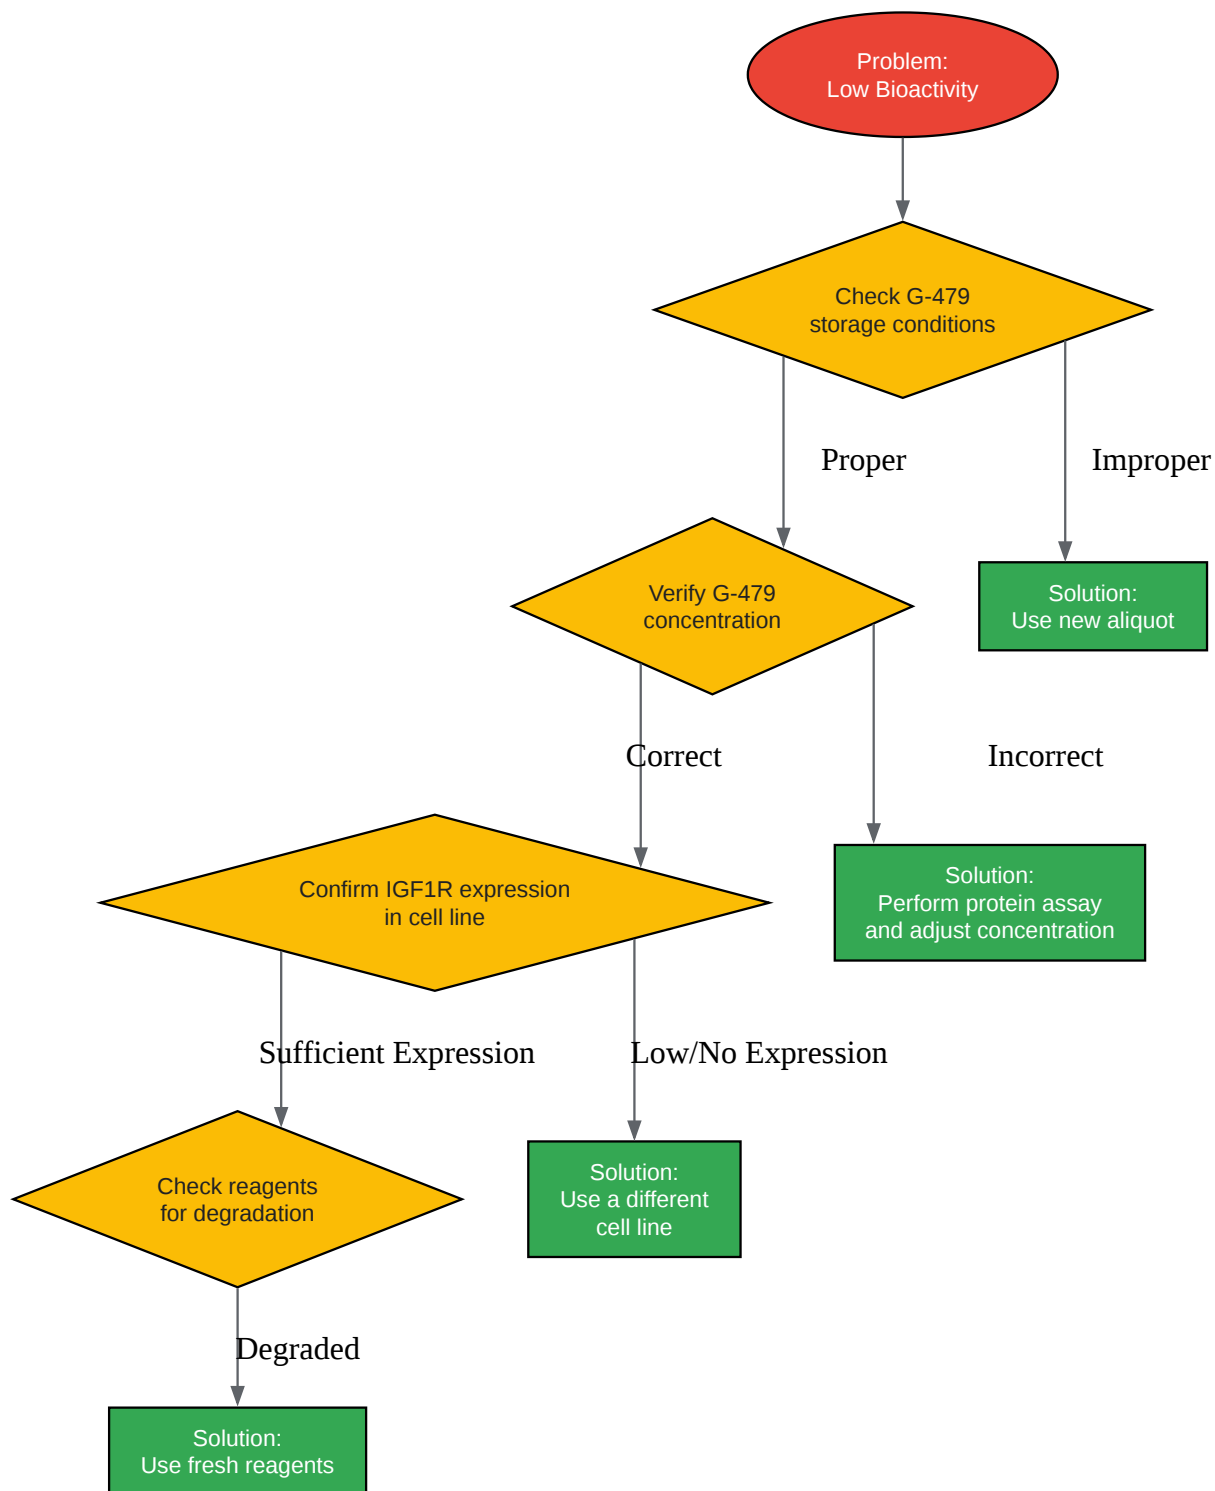 Problem:
Low Bioactivity
Check G-479
storage conditions
Proper
Improper
Verify G-479
concentration
Solution:
Use new aliquot
Correct
Incorrect
Confirm IGF1R expression
in cell line
Solution:
Perform protein assay
and adjust concentration
Sufficient Expression
Low/No Expression
Check reagents
for degradation
Solution:
Use a different
cell line
Degraded
Solution:
Use fresh reagents